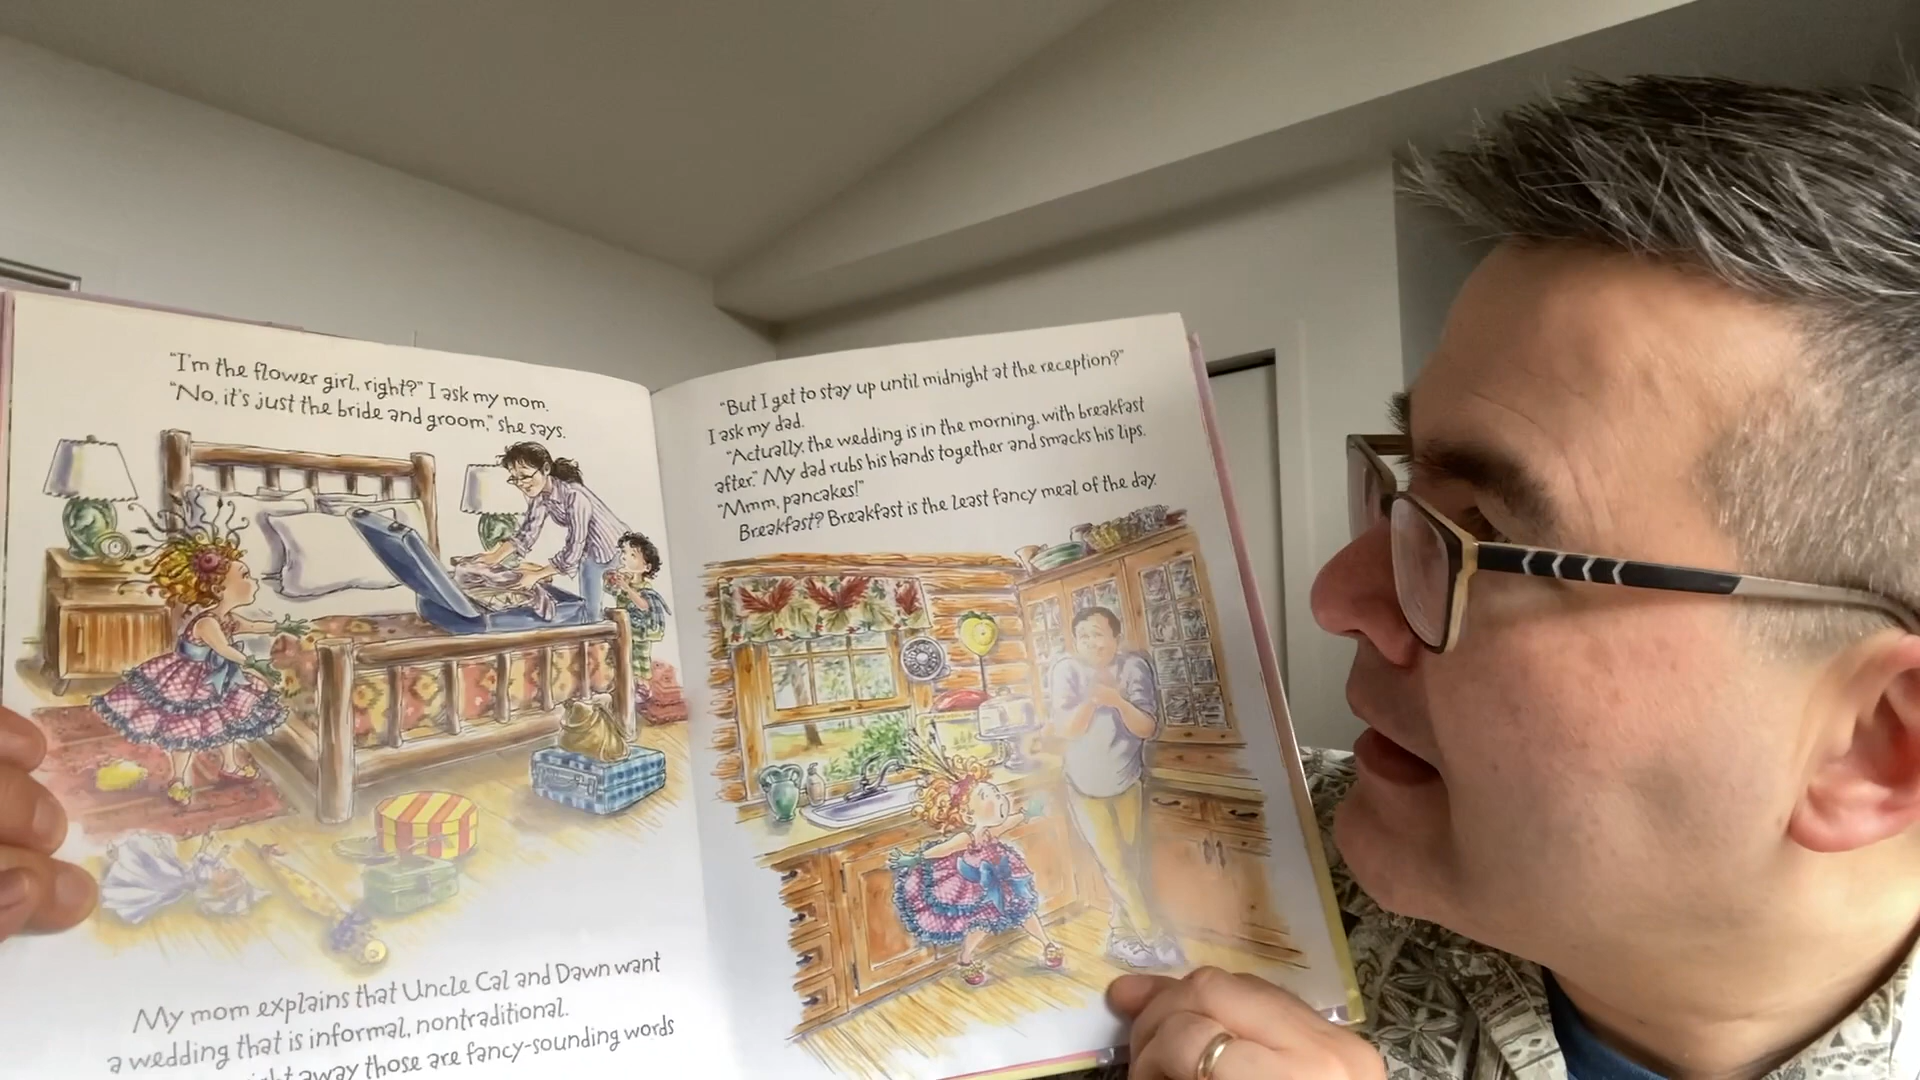 "I'm the flower girl, right?" I ask my mom.
"No, it's just the bride and groom," she says.
My mom explains that Uncle Cal and Dawn want
a wedding that is informal, nontraditional.
away those are fancy-sounding words
"But I get to stay up until midnight at the reception?"
I ask my dad.
"Actually, the wedding is in the morning, with breakfast
after." My dad rubs his hands together and smacks his lips.
"Mmm, pancakes!"
Breakfast? Breakfast is the least fancy meal of the day.